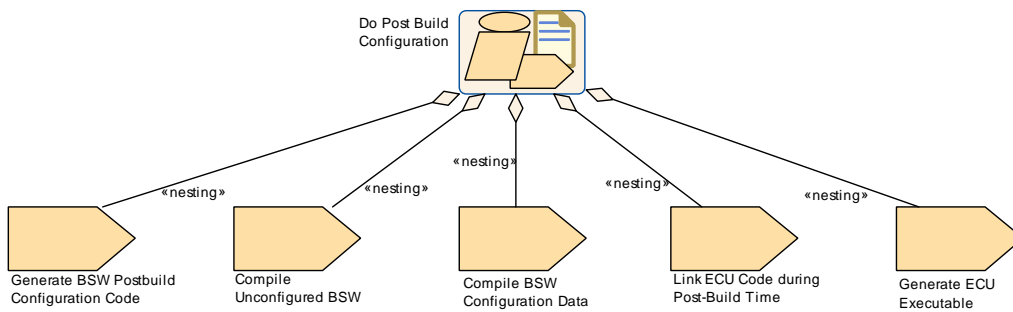 Do Post Build
Configuration
«nesting»
«nesting»
«nesting»
«nesting»
«nesting»
Generate BSW Postbuild
Configuration Code
Compile
Unconfigured BSW
Compile BSW
Configuration Data
Link ECU Code during
Post-Build Time
Generate ECU
Executable